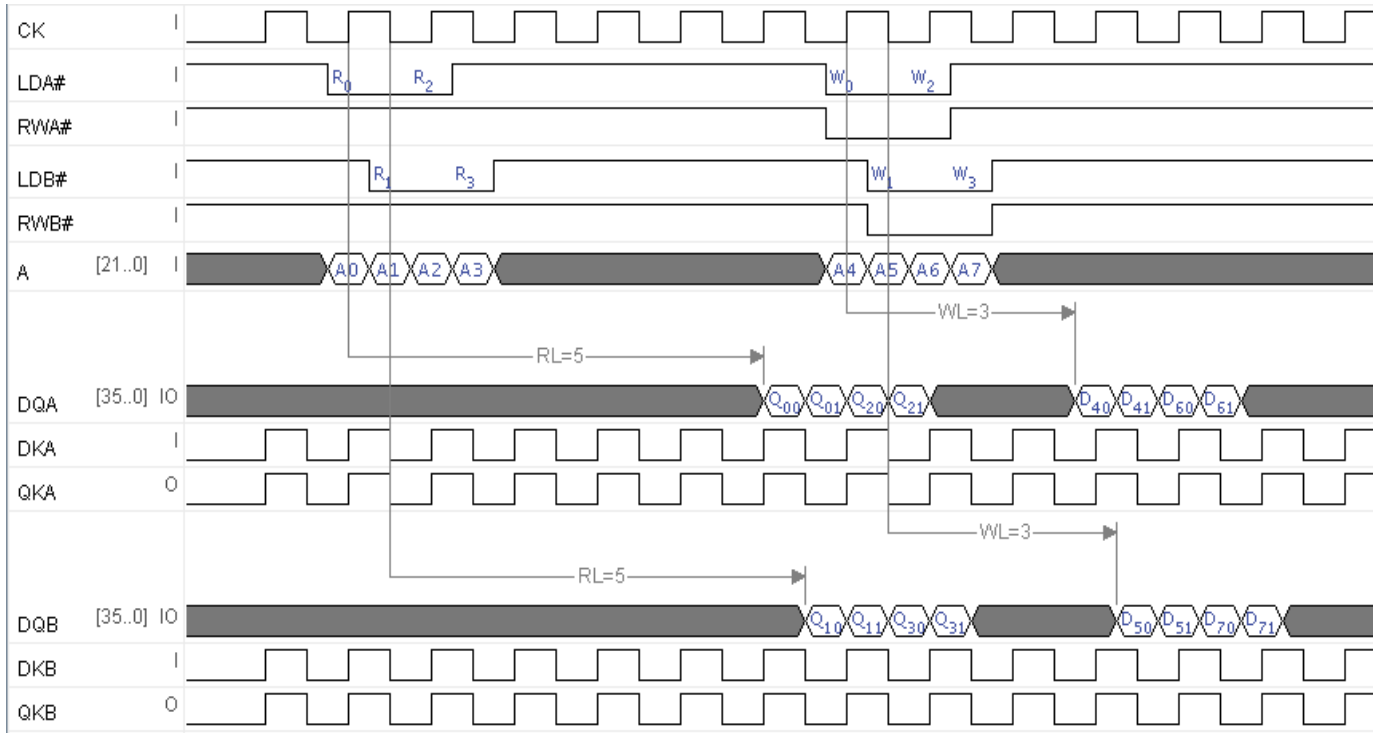 CK I
LDA# I R0 R2 W0 W2
RWA# I
LDB# I R1 R3 W1 W3
RWB# I
A [21..0] I A0 A1 A2 A3 A4 A5 A6 A7
WL=3
RL=5
DQA [35..0] IO Q00 Q01 Q20 Q21 D40 D41 D60 D61
DKA I
QKA O
WL=3
RL=5
DQB [35..0] IO Q10 Q11 Q30 Q31 D50 D51 D70 D71
DKB I
QKB O